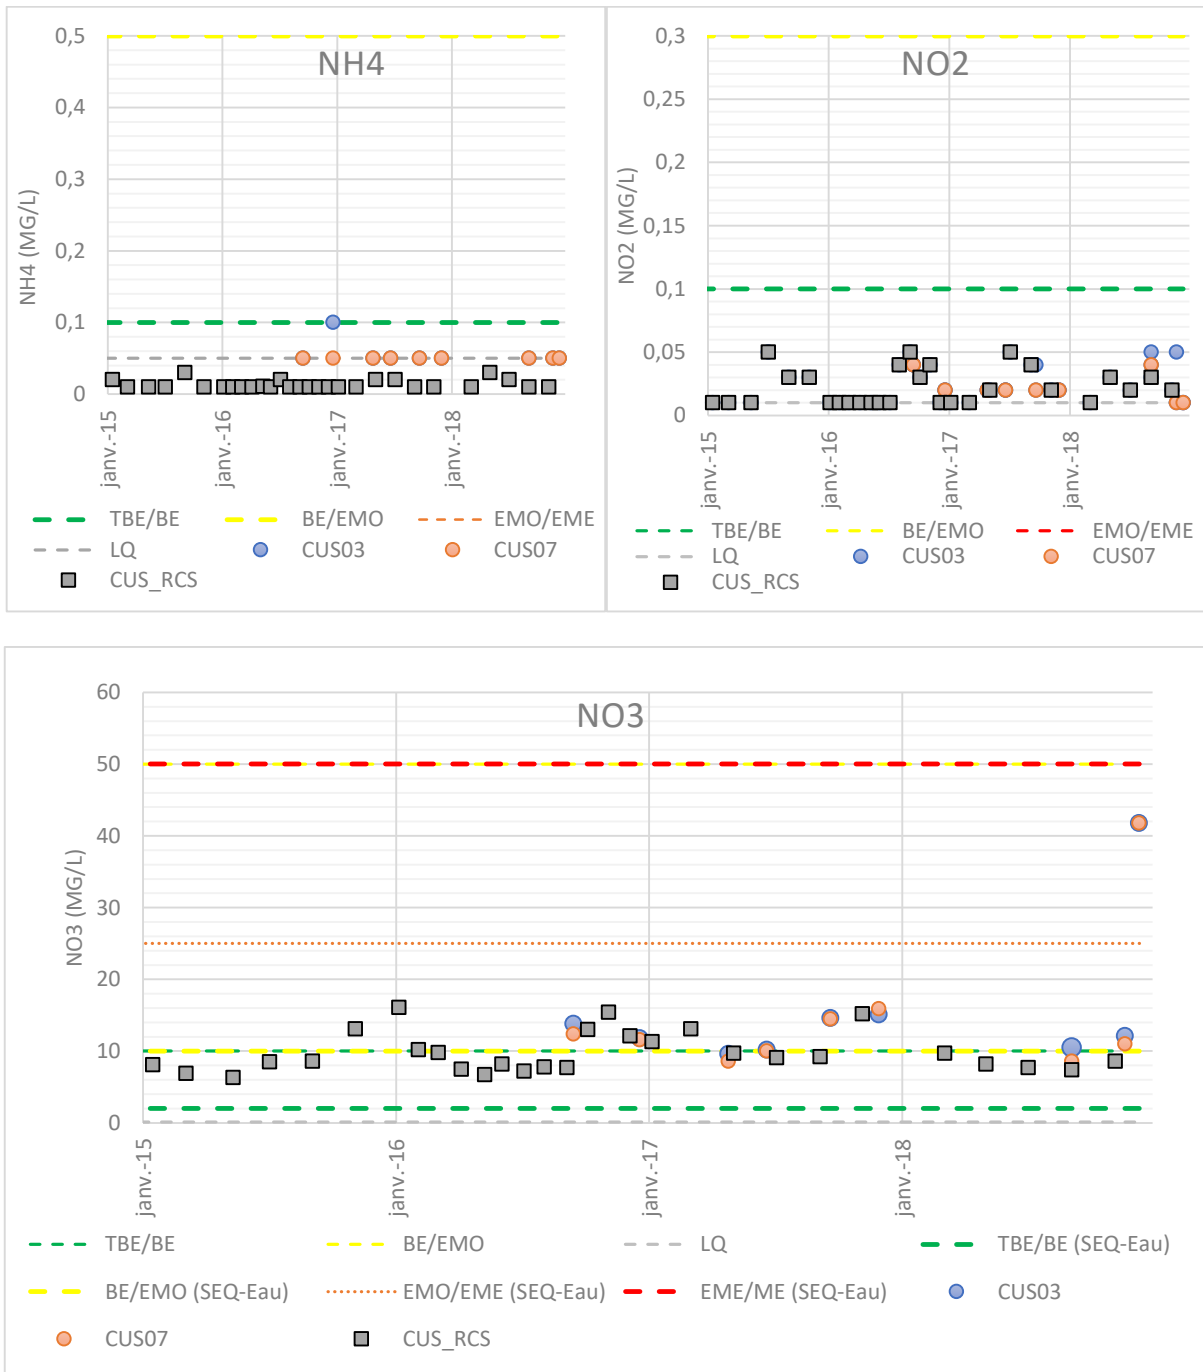 NH4
NH4 (MG/L)
0,5
0,4
0,3
0,2
0,1
0
janv.-15
janv.-16
janv.-17
janv.-18
TBE/BE
BE/EMO
EMO/EME
LQ
CUS03
CUS07
CUS_RCS
NO2
NO2 (MG/L)
0,3
0,25
0,2
0,15
0,1
0,05
0
janv.-15
janv.-16
janv.-17
janv.-18
TBE/BE
BE/EMO
EMO/EME
LQ
CUS03
CUS07
CUS_RCS
NO3
NO3 (MG/L)
60
50
40
30
20
10
0
janv.-15
janv.-16
janv.-17
janv.-18
TBE/BE
BE/EMO
LQ
TBE/BE (SEQ-Eau)
BE/EMO (SEQ-Eau)
EMO/EME (SEQ-Eau)
EME/ME (SEQ-Eau)
CUS03
CUS07
CUS_RCS